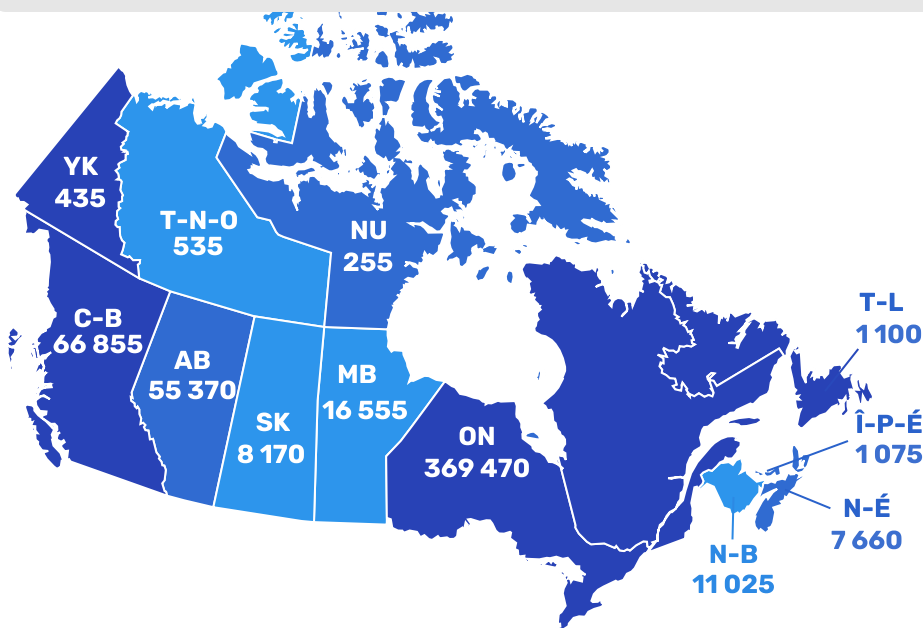 YK
435
T-N-O
535
NU
255
C-B
66 855
AB
55 370
SK
8 170
MB
16 555
ON
369 470
T-L
1 100
Î-P-É
1 075
N-É
7 660
N-B
11 025